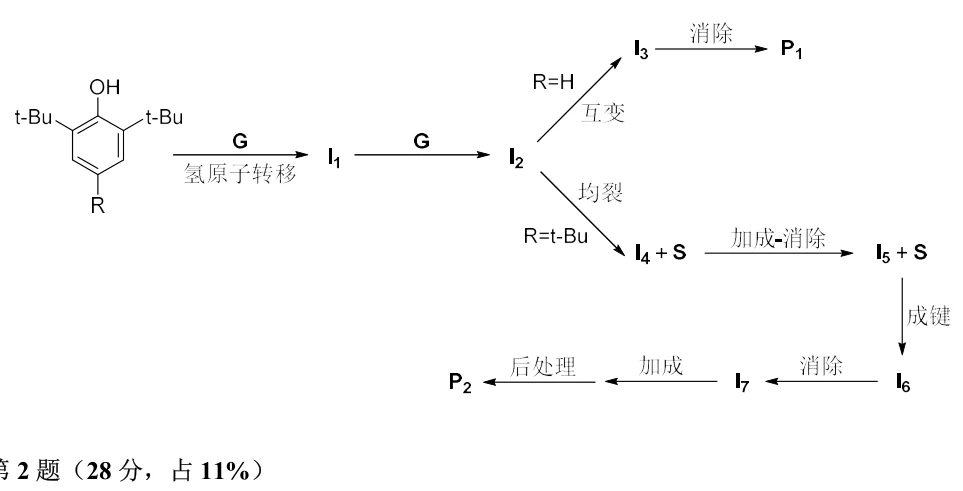 消除
I3 P1
R=H
互变
OH
t-Bu t-Bu
G G
I1 I2
氢原子转移
R
均裂
R=t-Bu
加成-消除
I4 + S I5 + S
成键
后处理 加成 消除
P2 I7 I6
第 2 题（28 分，占 11%）